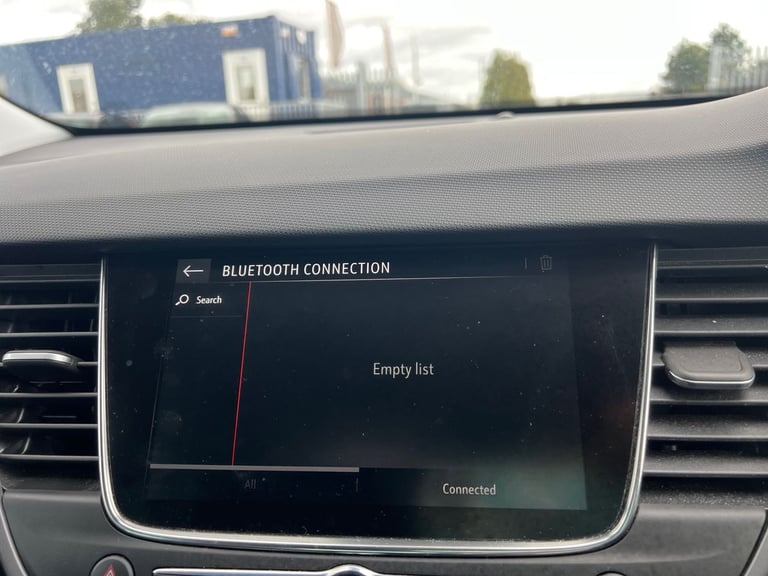 BLUETOOTH CONNECTION
Search
Empty list
All
Connected